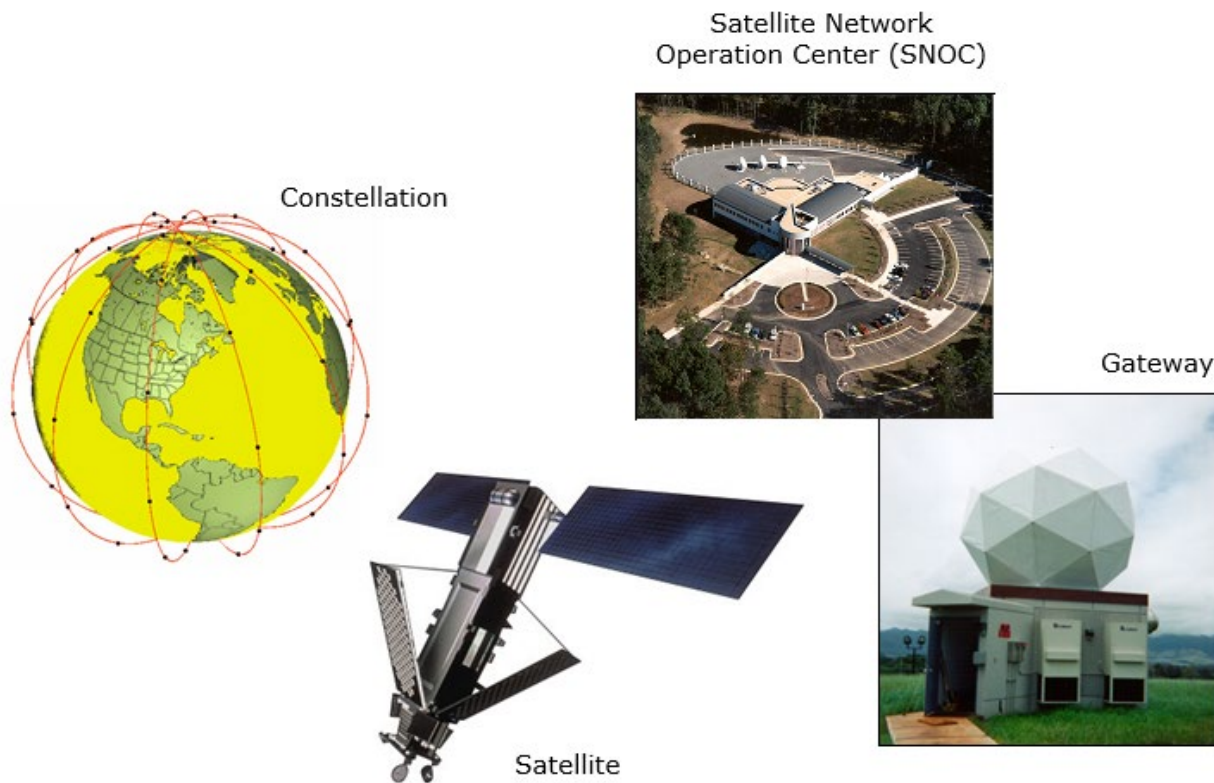 Satellite Network
Operation Center (SNOC)
Constellation
Gateway
Satellite